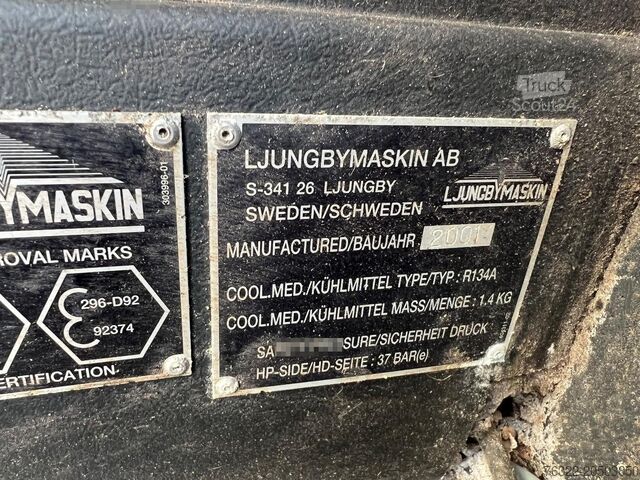 Truck
Scout24
303996-01
YMASKIN
ROVAL MARKS
296-D92
92374
ERTIFICATION.
LJUNGBYMASKIN AB
S-341 26 LJUNGBY
SWEDEN/SCHWEDEN
LJUNGBYMASKIN
MANUFACTURED/BAUJAHR 2001
COOL.MED./KÜHLMITTEL TYPE/TYP: R134A
COOL.MED./KÜHLMITTEL MASS/MENGE: 1.4 KG
SA SURE/SICHERHEIT DRUCK
HP-SIDE/HD-SEITE: 37 BAR(e)